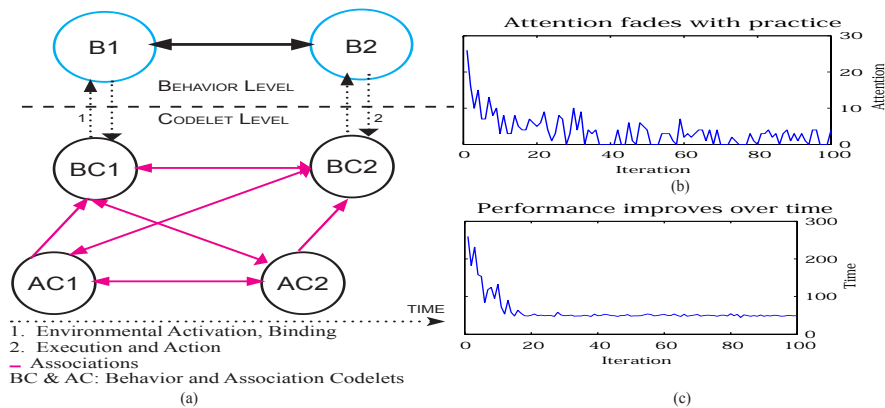 B1
B2
BEHAVIOR LEVEL
1
2
CODELET LEVEL
BC1
BC2
AC1
AC2
TIME
1. Environmental Activation, Binding
2. Execution and Action
Associations
BC & AC: Behavior and Association Codelets
(a)
Attention fades with practice
30
20
10
0
Attention
0 20 40 60 80 100
Iteration
(b)
Performance improves over time
300
200
100
0
Time
0 20 40 60 80 100
Iteration
(c)